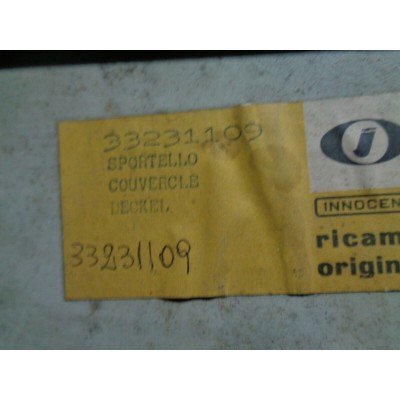 33231109
SPORTELLO
COUVERCLE
DECKEL
33231109
j
INNOCEN
ricam
origin